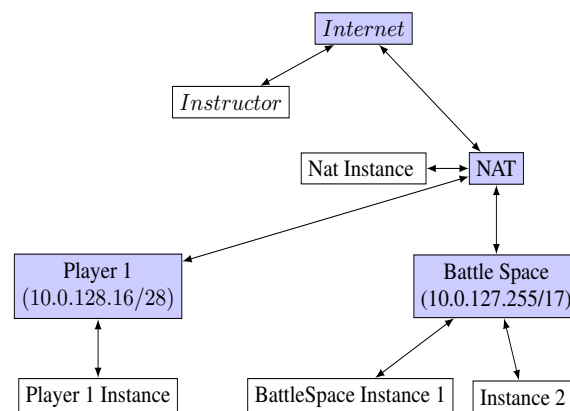 Internet
Instructor
Nat Instance
NAT
Player 1
(10.0.128.16/28)
Battle Space
(10.0.127.255/17)
Player 1 Instance
BattleSpace Instance 1
Instance 2